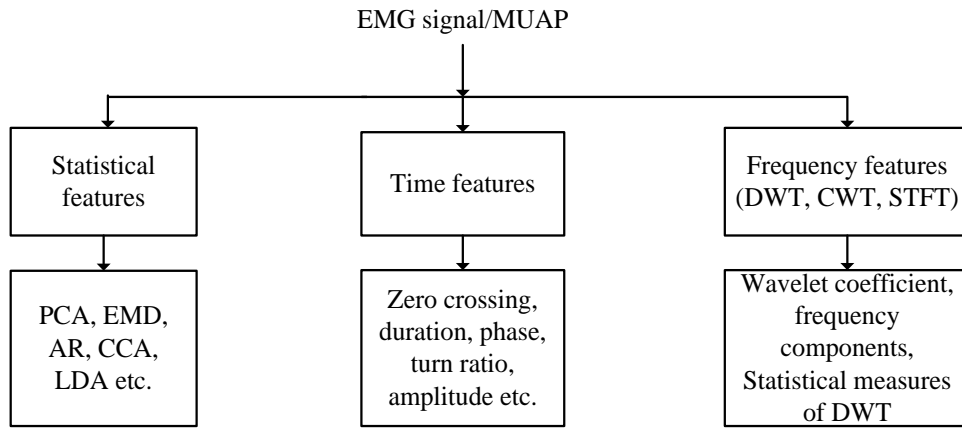 EMG signal/MUAP
Statistical
features
Time features
Frequency features
(DWT, CWT, STFT)
PCA, EMD,
AR, CCA,
LDA etc.
Zero crossing,
duration, phase,
turn ratio,
amplitude etc.
Wavelet coefficient,
frequency
components,
Statistical measures
of DWT